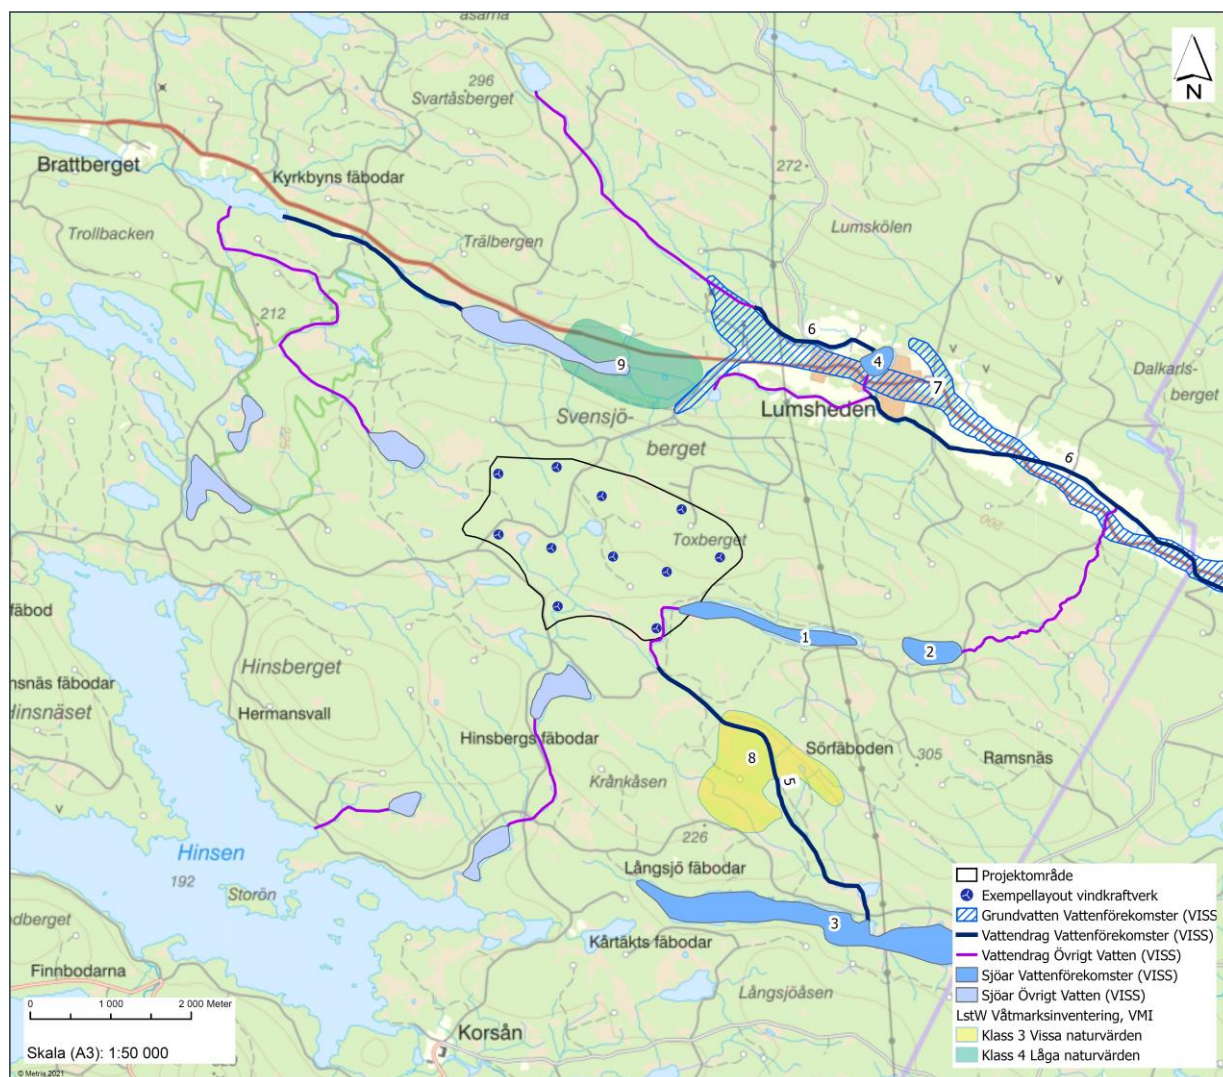 åsarna
296
Svartåsberget
N
Brattberget
Kyrkbyns fäbodar
272
Trollbacken
Trälbergen
Lumskölen
212
6
4
9
7
Dalkarls-
berget
Lumsheden
Svensjö-
berget
6
225
200
Toxberget
1
2
fäbod
Hinsberget
nsnäs fäbodar
Hinsnäset
Hermansvall
Hinsbergs fäbodar
Sörfäboden
305
Ramsnäs
8
5
Krånkåsen
226
Hinsen
192
Storön
Långsjö fäbodar
3
dberget
Kårtäkts fäbodar
Finnbodarna
Långsjöåsen
Korsån
0 1 000 2 000 Meter
Skala (A3): 1:50 000
© Metria 2021
Projektområde
Exempellayout vindkraftverk
Grundvatten Vattenförekomster (VISS
Vattendrag Vattenförekomster (VISS)
Vattendrag Övrigt Vatten (VISS)
Sjöar Vattenförekomster (VISS)
Sjöar Övrigt Vatten (VISS)
LstW Våtmarksinventering, VMI
Klass 3 Vissa naturvärden
Klass 4 Låga naturvärden